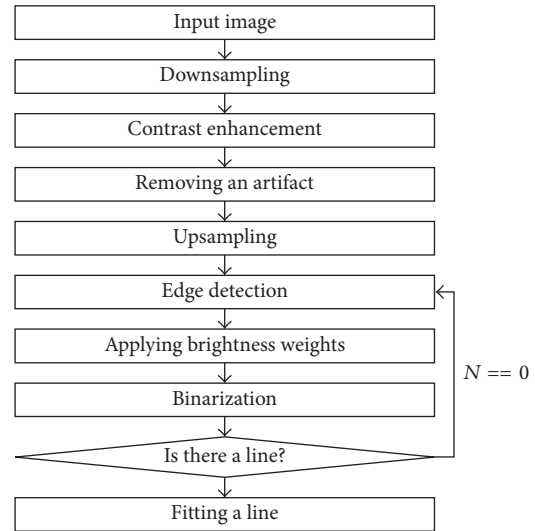 Input image
Downsampling
Contrast enhancement
Removing an artifact
Upsampling
Edge detection
Applying brightness weights
N == 0
Binarization
Is there a line?
Fitting a line